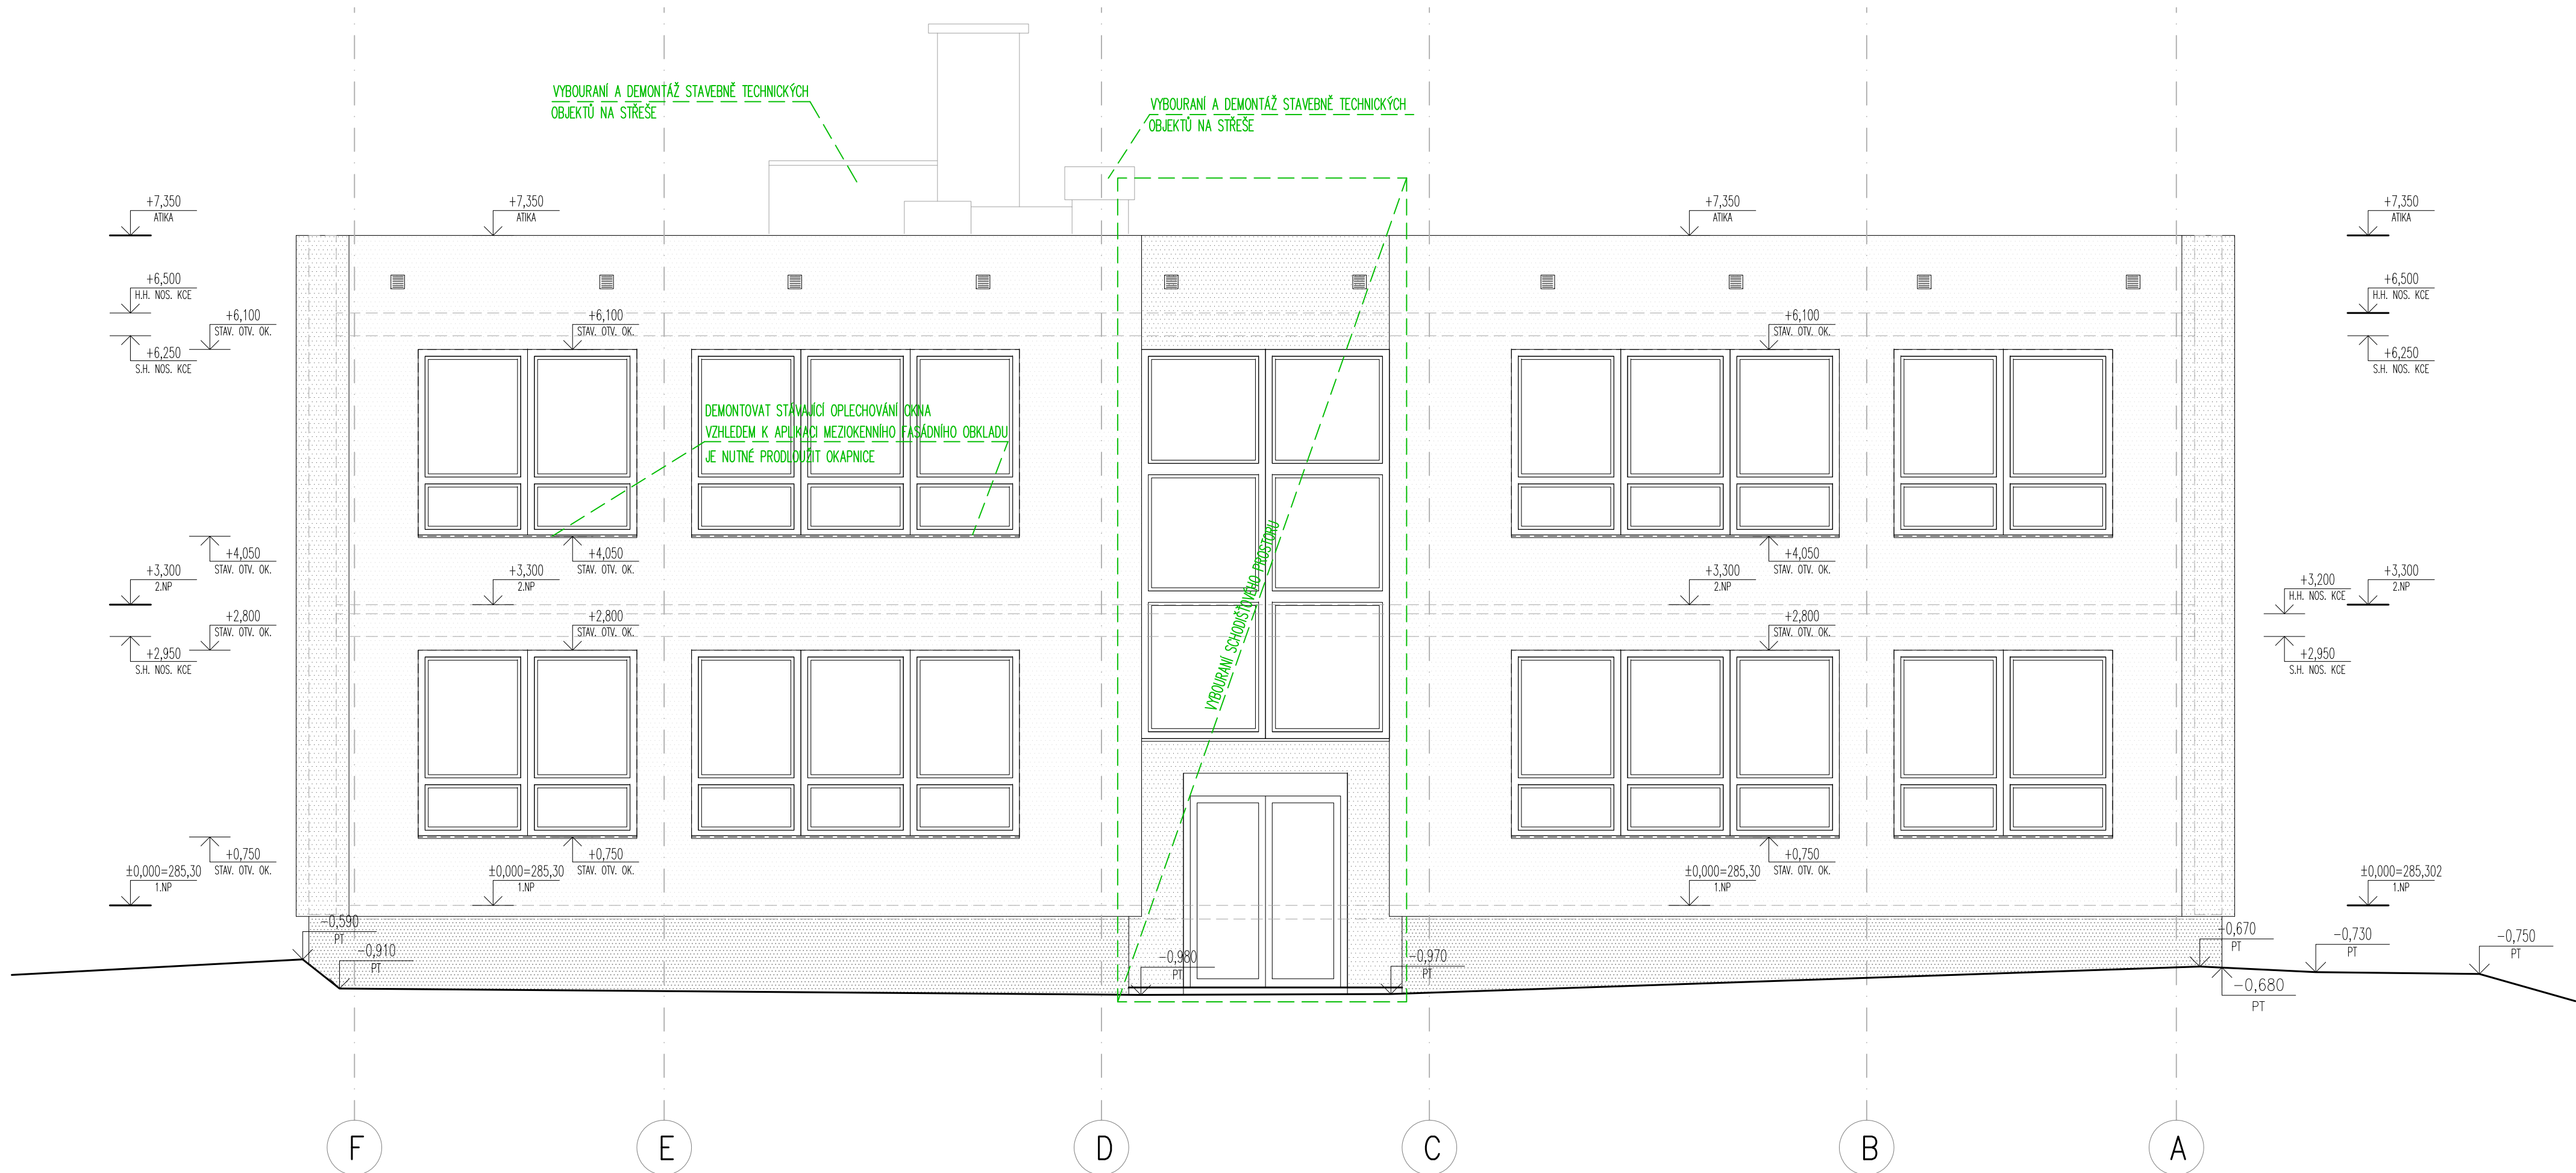 VYBOURANÍ A DEMONTÁŽ STAVEBNĚ TECHNICKÝCH
OBJEKTŮ NA STŘEŠE
VYBOURANÍ A DEMONTÁŽ STAVEBNĚ TECHNICKÝCH
OBJEKTŮ NA STŘEŠE
+7,350
ATIKA
+7,350
ATIKA
+7,350
ATIKA
+7,350
ATIKA
+6,500
H.H. NOS. KCE
+6,500
H.H. NOS. KCE
+6,100
STAV. OTV. OK.
+6,100
STAV. OTV. OK.
+6,100
STAV. OTV. OK.
+6,250
S.H. NOS. KCE
+6,250
S.H. NOS. KCE
DEMONTOVAT STÁVAJÍCÍ OPLECHOVÁNÍ OKNA
VZHLEDEM K APLIKACI MEZIOKENNÍHO FASÁDNÍHO OBKLADU
JE NUTNÉ PRODLOUŽIT OKAPNICE
VYBOURANÍ SCHODIŠŤOVÉHO PROSTORU
+4,050
STAV. OTV. OK.
+4,050
STAV. OTV. OK.
+4,050
STAV. OTV. OK.
+3,300
2.NP
+3,300
2.NP
+3,300
2.NP
+3,200
H.H. NOS. KCE
+3,300
2.NP
+2,800
STAV. OTV. OK.
+2,800
STAV. OTV. OK.
+2,800
STAV. OTV. OK.
+2,950
S.H. NOS. KCE
+2,950
S.H. NOS. KCE
+0,750
STAV. OTV. OK.
+0,750
STAV. OTV. OK.
+0,750
STAV. OTV. OK.
±0,000=285,30
1.NP
±0,000=285,30
1.NP
±0,000=285,30
1.NP
±0,000=285,302
1.NP
-0,590
PT
-0,910
PT
-0,980
PT
-0,970
PT
-0,670
PT
-0,730
PT
-0,750
PT
-0,680
PT
F
E
D
C
B
A